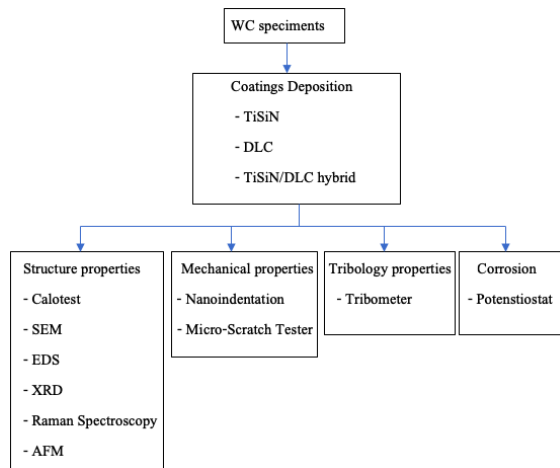 WC speciments
Coatings Deposition
- TiSiN
- DLC
- TiSiN/DLC hybrid
Structure properties
- Calotest
- SEM
- EDS
- XRD
- Raman Spectroscopy
- AFM
Mechanical properties
- Nanoindentation
- Micro-Scratch Tester
Tribology properties
- Tribometer
Corrosion
- Potenstiostat